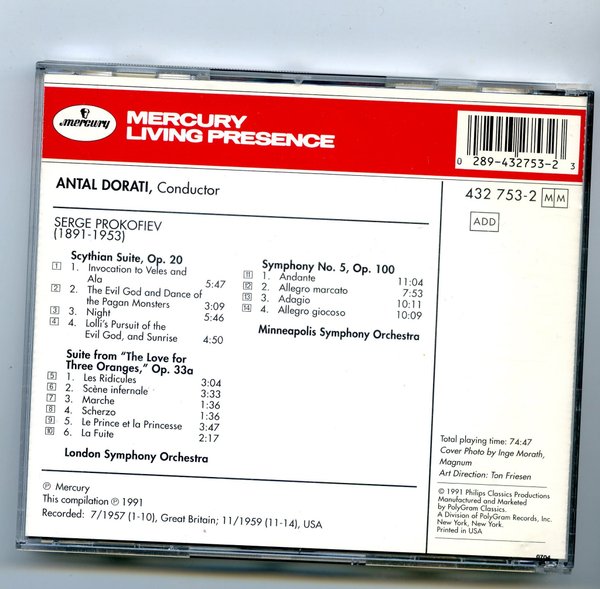 Mercury
MERCURY
LIVING PRESENCE
0 289-432753-2 3
ANTAL DORATI, Conductor
432 753-2 M M
ADD
SERGE PROKOFIEV
(1891-1953)
Scythian Suite, Op. 20
1 1. Invocation to Veles and
Ala 5:47
2 2. The Evil God and Dance of
the Pagan Monsters 3:09
3 3. Night 5:46
4 4. Lolli's Pursuit of the
Evil God, and Sunrise 4:50
Suite from "The Love for
Three Oranges," Op. 33a
5 1. Les Ridicules 3:04
6 2. Scène infernale 3:33
7 3. Marche 1:36
8 4. Scherzo 1:36
9 5. Le Prince et la Princesse 3:47
10 6. La Fuite 2:17
London Symphony Orchestra
Symphony No. 5, Op. 100
11 1. Andante 11:04
12 2. Allegro marcato 7:53
13 3. Adagio 10:11
14 4. Allegro giocoso 10:09
Minneapolis Symphony Orchestra
Total playing time: 74:47
Cover Photo by Inge Morath,
Magnum
Art Direction: Ton Friesen
℗ Mercury
This compilation ℗ 1991
Recorded: 7/1957 (1-10), Great Britain; 11/1959 (11-14), USA
© 1991 Philips Classics Productions
Manufactured and Marketed
by PolyGram Classics.
A Division of PolyGram Records, Inc.
New York, New York.
Printed in USA
0704